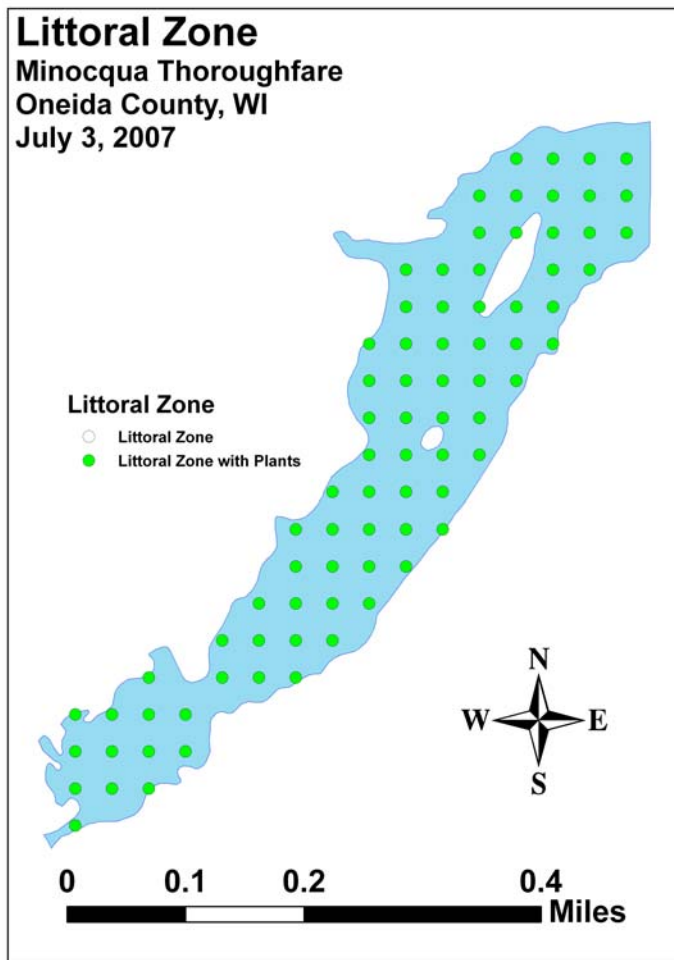 Littoral Zone
Minocqua Thoroughfare
Oneida County, WI
July 3, 2007
Littoral Zone
Littoral Zone
Littoral Zone with Plants
N
W E
S
0 0.1 0.2 0.4
Miles